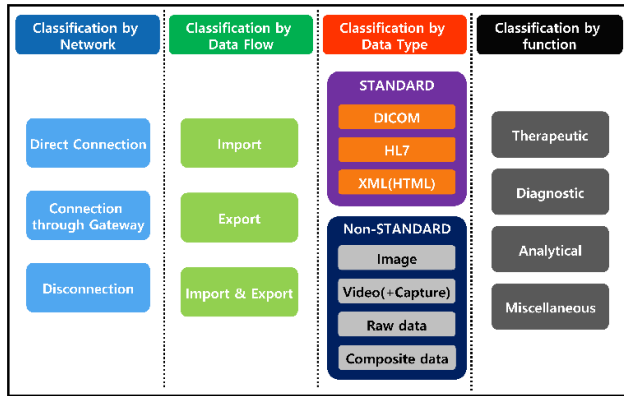 Classification by
Network
Direct Connection
Connection
through Gateway
Disconnection
Classification by
Data Flow
Import
Export
Import & Export
Classification by
Data Type
STANDARD
DICOM
HL7
XML(HTML)
Non-STANDARD
Image
Video(+Capture)
Raw data
Composite data
Classification by
function
Therapeutic
Diagnostic
Analytical
Miscellaneous